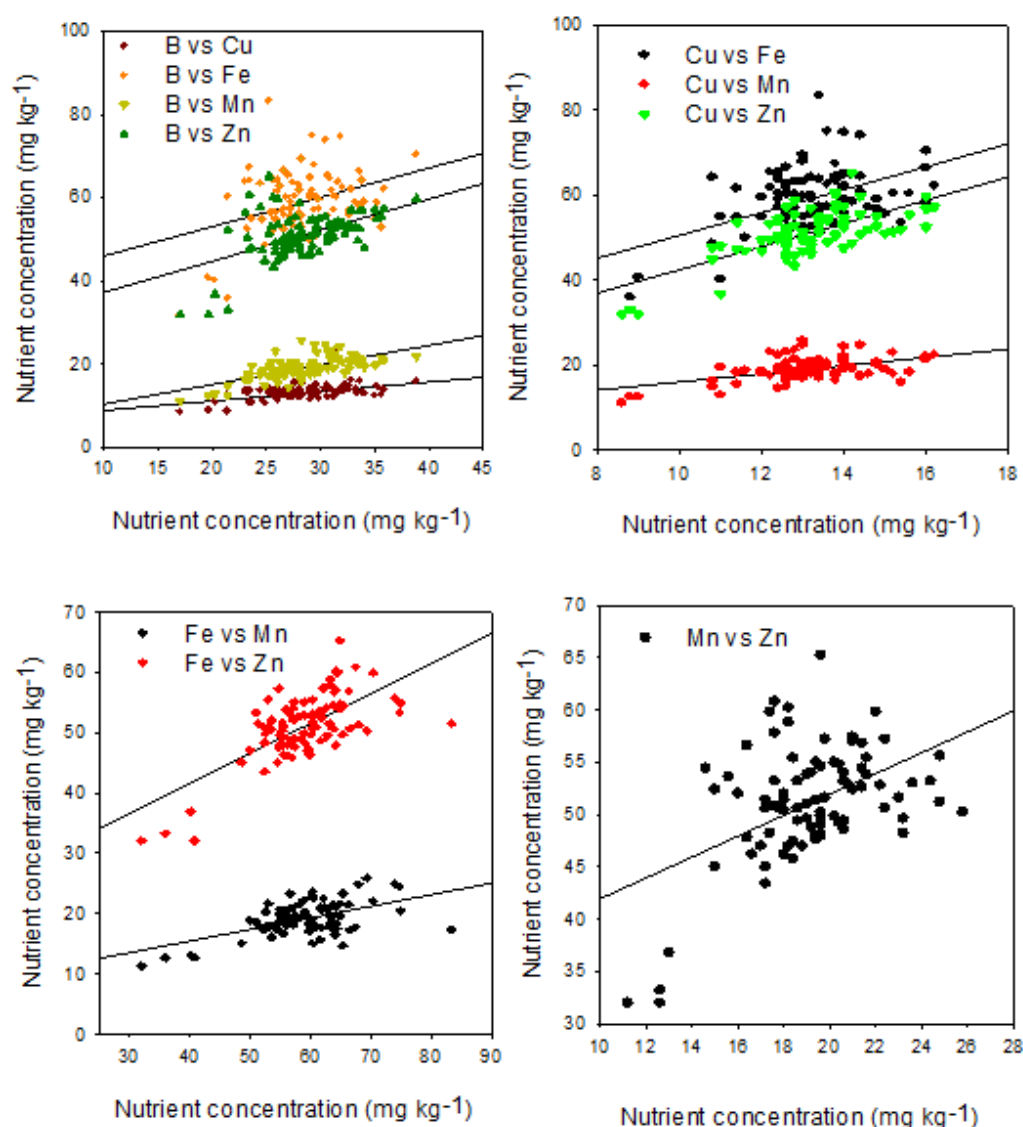 B vs Cu
B vs Fe
B vs Mn
B vs Zn
Nutrient concentration (mg kg-1)
100
80
60
40
20
0
10 15 20 25 30 35 40 45
Nutrient concentration (mg kg-1)
Cu vs Fe
Cu vs Mn
Cu vs Zn
Nutrient concentration (mg kg-1)
100
80
60
40
20
0
8 10 12 14 16 18
Nutrient concentration (mg kg-1)
Fe vs Mn
Fe vs Zn
Nutrient concentration (mg kg-1)
70
60
50
40
30
20
10
0
30 40 50 60 70 80 90
Nutrient concentration (mg kg-1)
Mn vs Zn
Nutrient concentration (mg kg-1)
70
65
60
55
50
45
40
35
30
10 12 14 16 18 20 22 24 26 28
Nutrient concentration (mg kg-1)